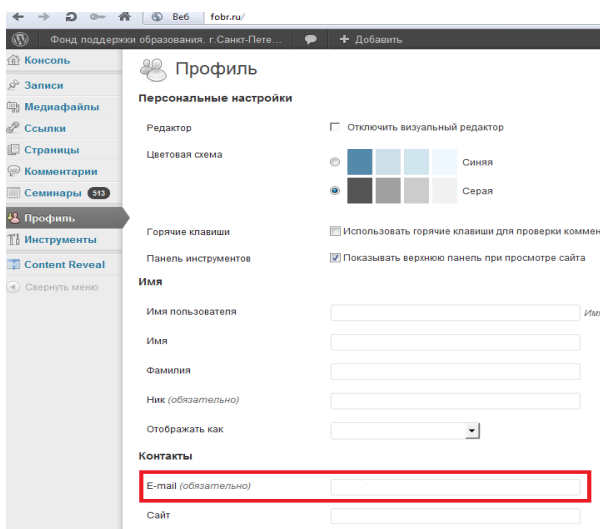 Веб fobr.ru/
Фонд поддержки образования. г.Санкт-Пете... + Добавить
Консоль
Профиль
Записи
Персональные настройки
Медиафайлы
Ссылки
Редактор Отключить визуальный редактор
Страницы
Цветовая схема Синяя
Комментарии
Семинары 513 Серая
Профиль
Горячие клавиши Использовать горячие клавиши для проверки коммен
Инструменты
Панель инструментов Показывать верхнюю панель при просмотре сайта
Content Reveal
Имя
Свернуть меню
Имя пользователя Имя
Имя
Фамилия
Ник (обязательно)
Отображать как
Контакты
E-mail (обязательно)
Сайт